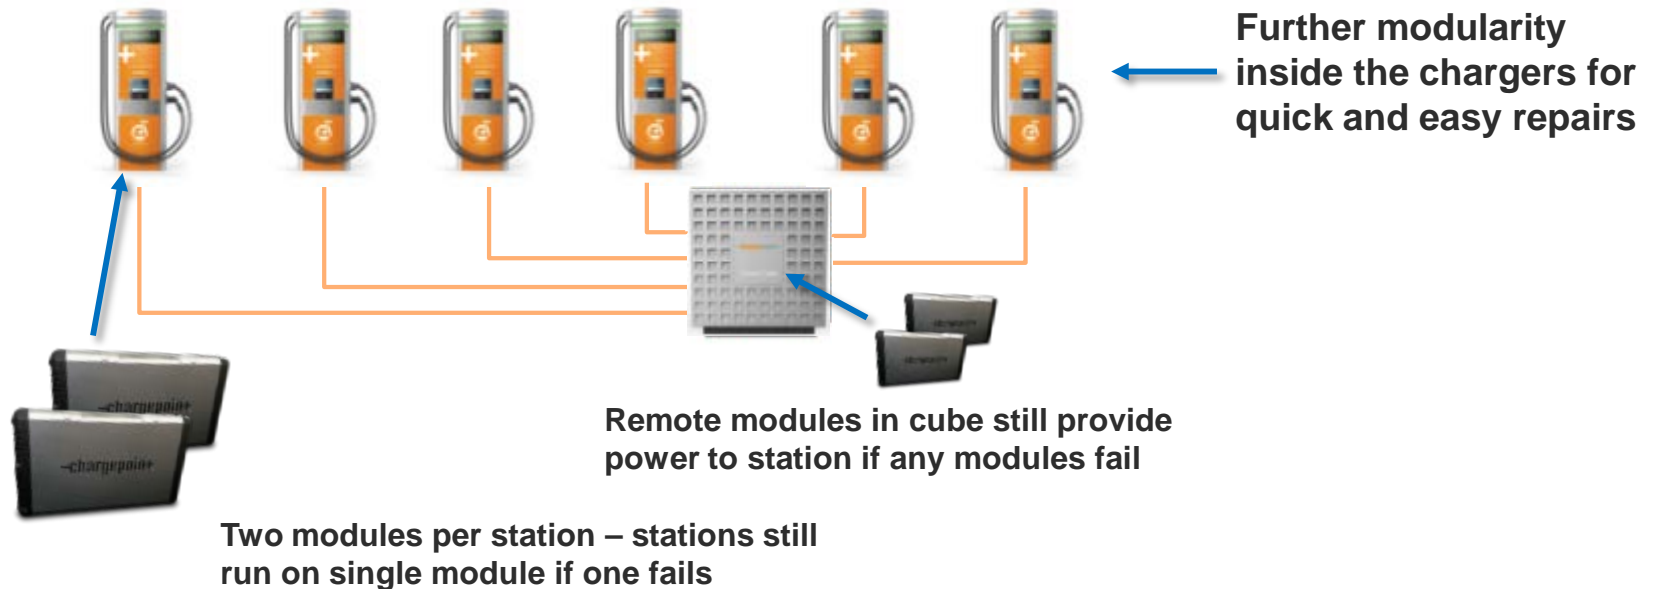 Further modularity
inside the chargers for
quick and easy repairs
-chargepoint
-chargepoint
Remote modules in cube still provide
power to station if any modules fail
Two modules per station – stations still
run on single module if one fails